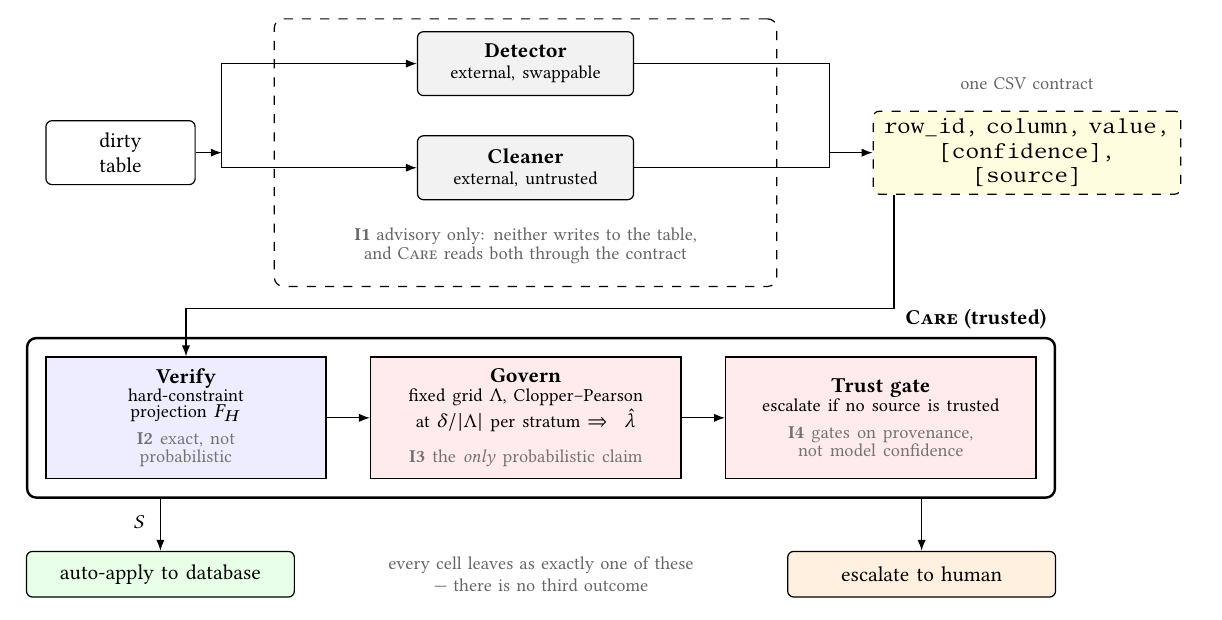 Detector
external, swappable
one CSV contract
dirty
table
row_id, column, value,
[confidence],
[source]
Cleaner
external, untrusted
I1 advisory only: neither writes to the table,
and CARE reads both through the contract
CARE (trusted)
Verify
hard-constraint
projection F_H
I2 exact, not
probabilistic
Govern
fixed grid Λ, Clopper–Pearson
at δ/|Λ| per stratum ⇒ λ̂
I3 the only probabilistic claim
Trust gate
escalate if no source is trusted
I4 gates on provenance,
not model confidence
S
auto-apply to database
every cell leaves as exactly one of these
– there is no third outcome
escalate to human